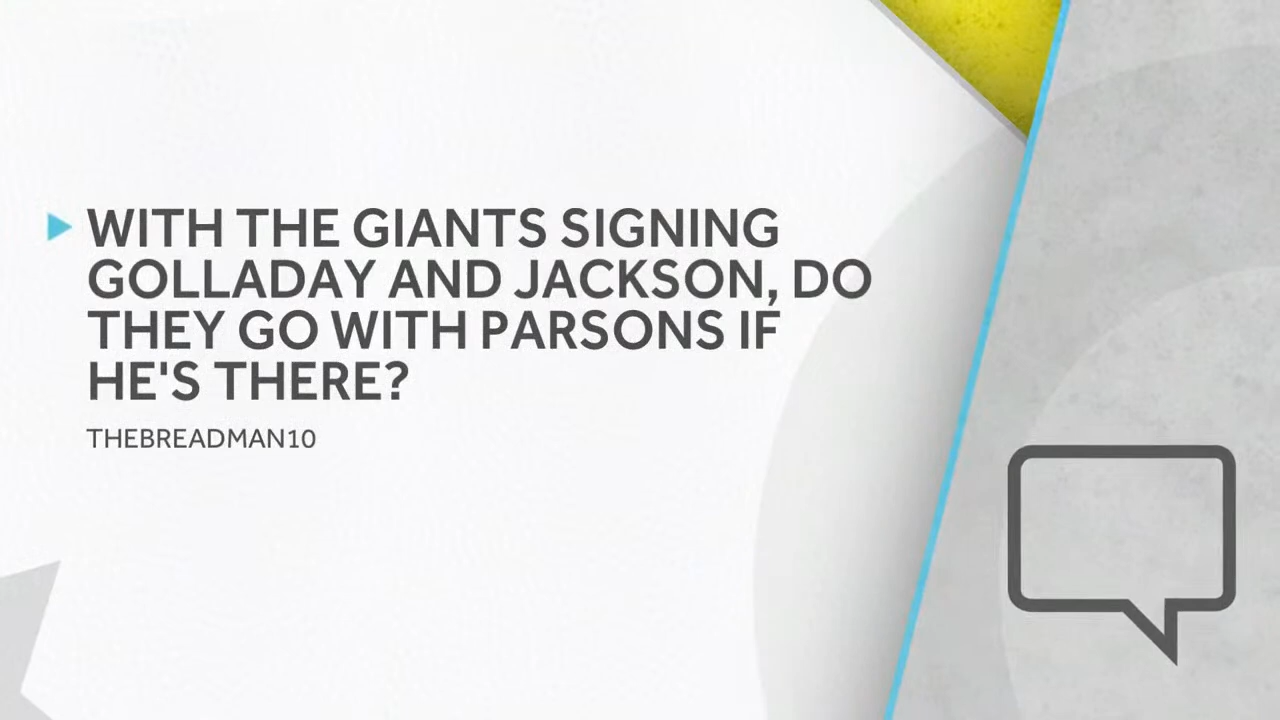 WITH THE GIANTS SIGNING
GOLLADAY AND JACKSON, DO
THEY GO WITH PARSONS IF
HE'S THERE?
THEBREADMAN10